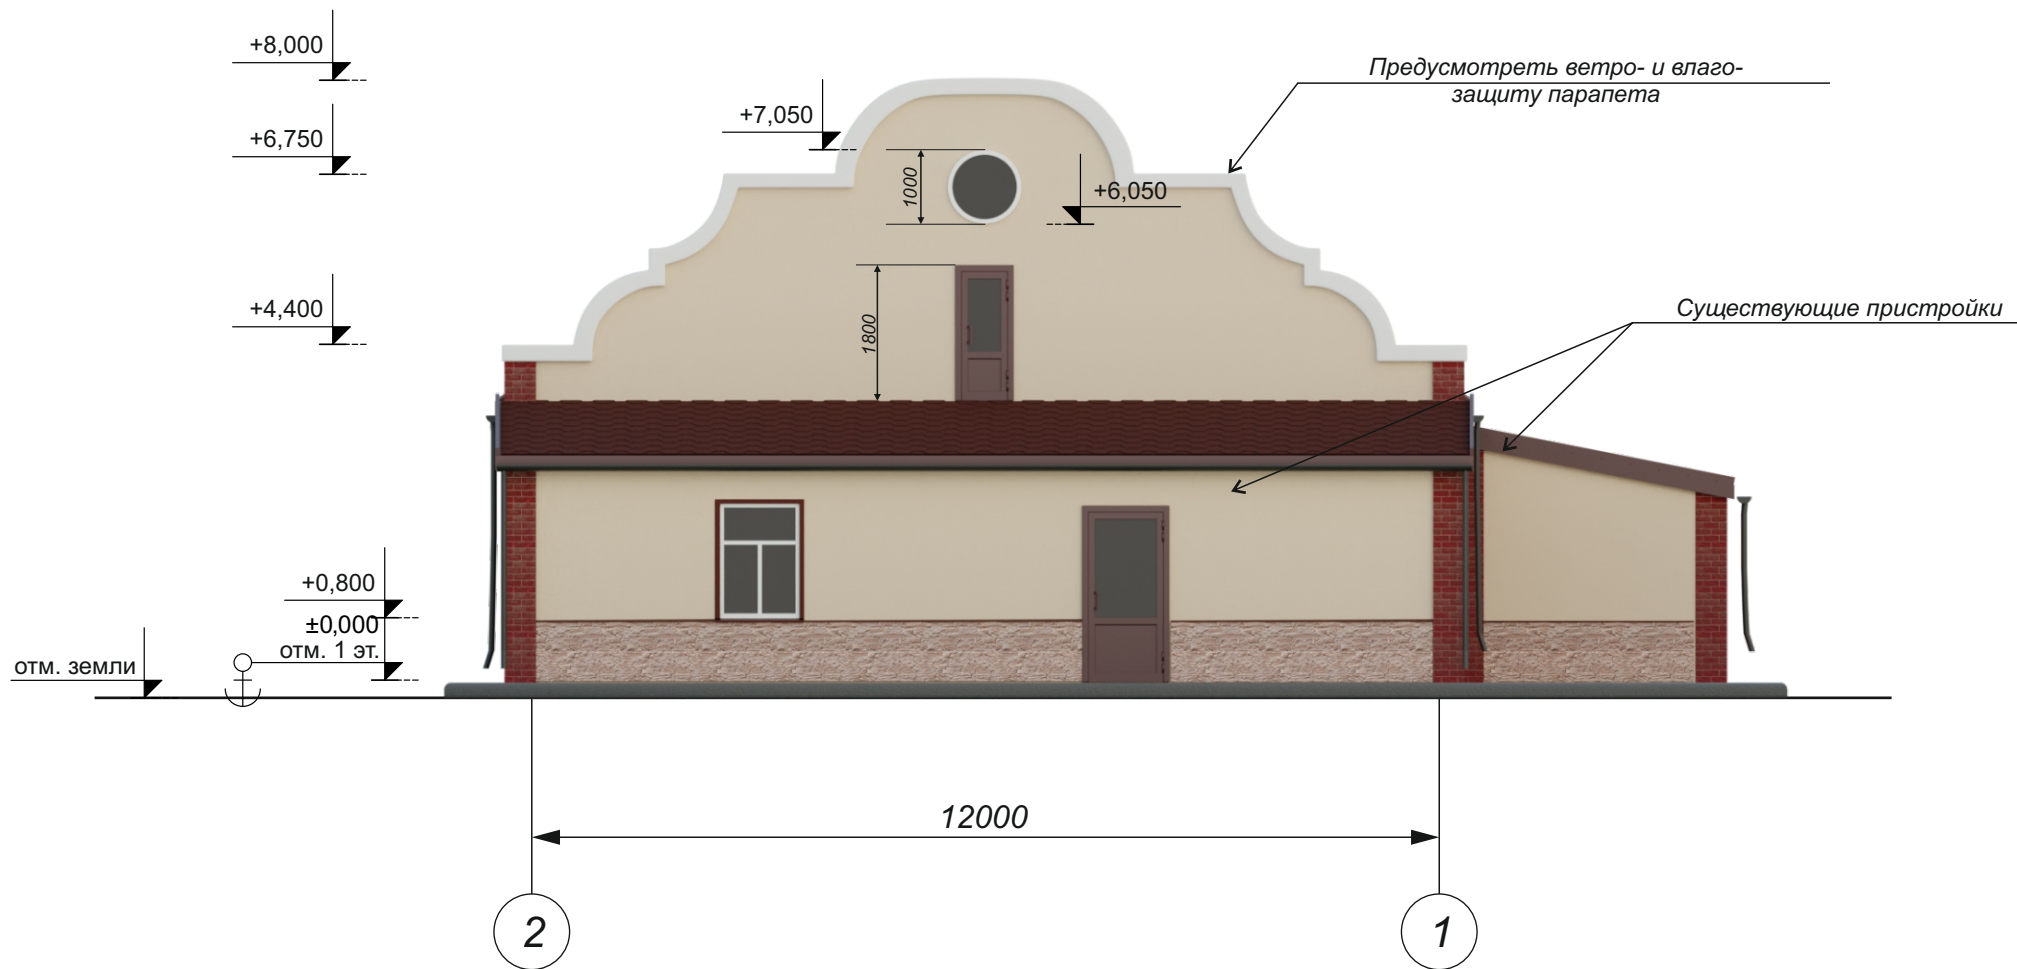 +8,000
Предусмотреть ветро- и влаго-
защиту парапета
+7,050
+6,750
1000
+6,050
+4,400
1800
Существующие пристройки
+0,800
±0,000
отм. 1 эт.
отм. земли
12000
2
1